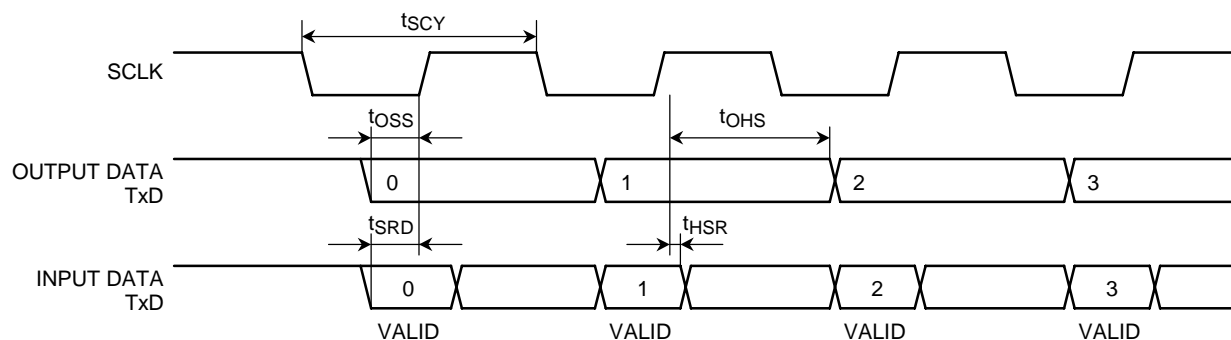 tSCY
SCLK
tOSS
tOHS
OUTPUT DATA
TxD
0 1 2 3
tSRD
tHSR
INPUT DATA
TxD
0 1 2 3
VALID VALID VALID VALID